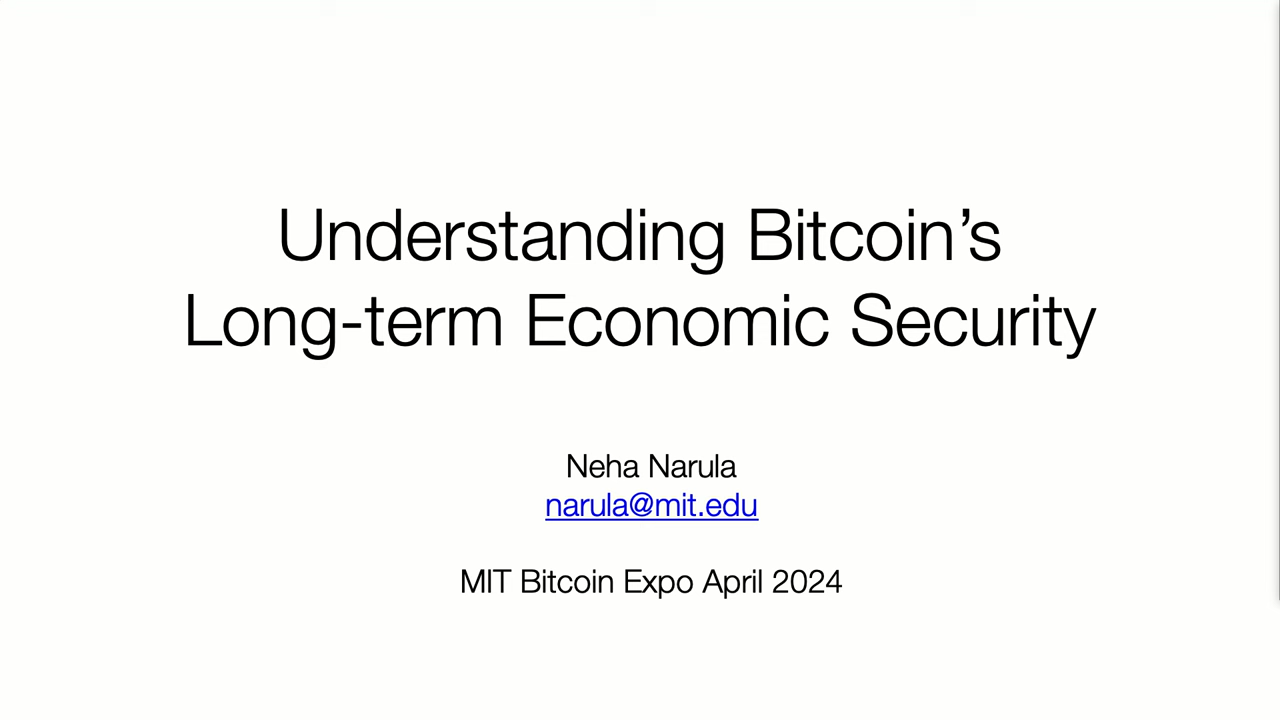 Understanding Bitcoin’s
Long-term Economic Security
Neha Narula
narula@mit.edu
MIT Bitcoin Expo April 2024